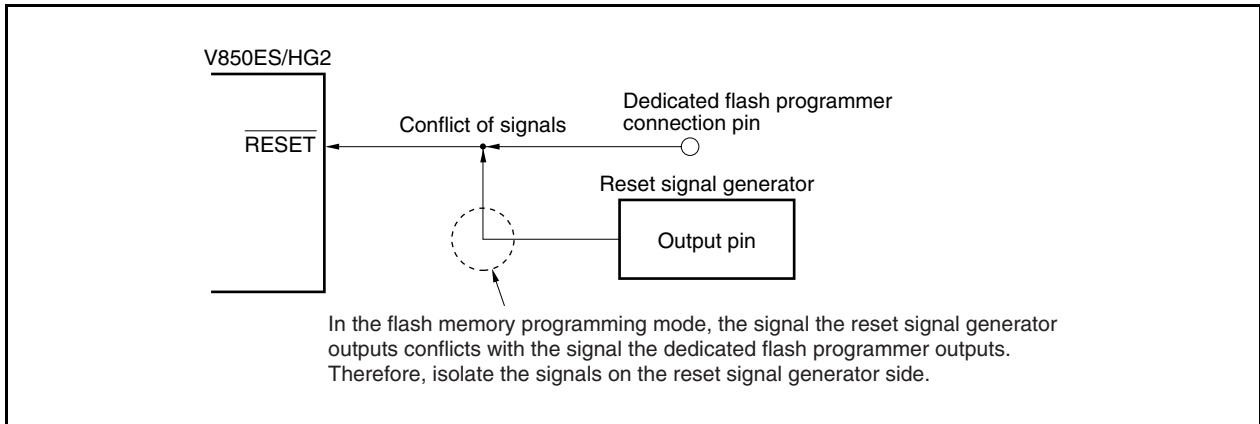 V850ES/HG2
Dedicated flash programmer
connection pin
Conflict of signals
RESET
Reset signal generator
Output pin
In the flash memory programming mode, the signal the reset signal generator
outputs conflicts with the signal the dedicated flash programmer outputs.
Therefore, isolate the signals on the reset signal generator side.